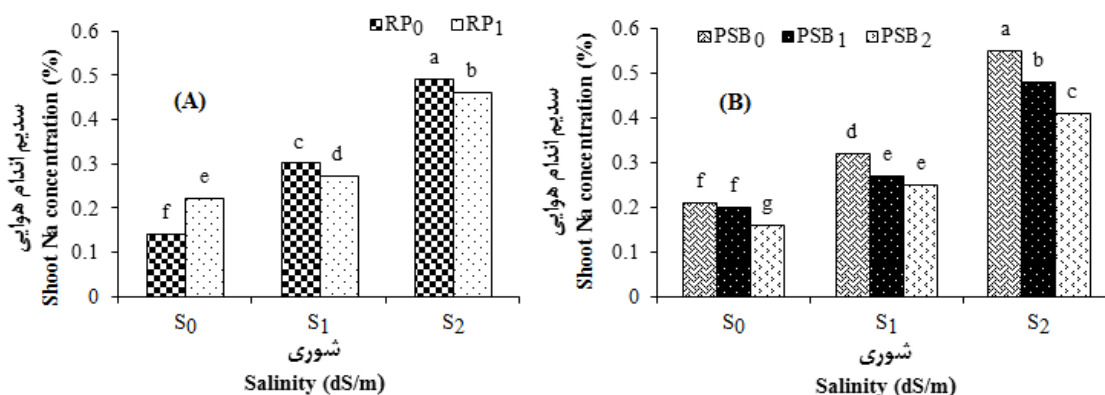 RP0 RP1
(A)
سدیم اندام هوایی
Shoot Na concentration (%)
0.6
0.5
0.4
0.3
0.2
0.1
0
f e c d a b
S0 S1 S2
شوری
Salinity (dS/m)
PSB0 PSB1 PSB2
(B)
سدیم اندام هوایی
Shoot Na concentration (%)
0.6
0.5
0.4
0.3
0.2
0.1
0
f f g d e e a b c
S0 S1 S2
شوری
Salinity (dS/m)